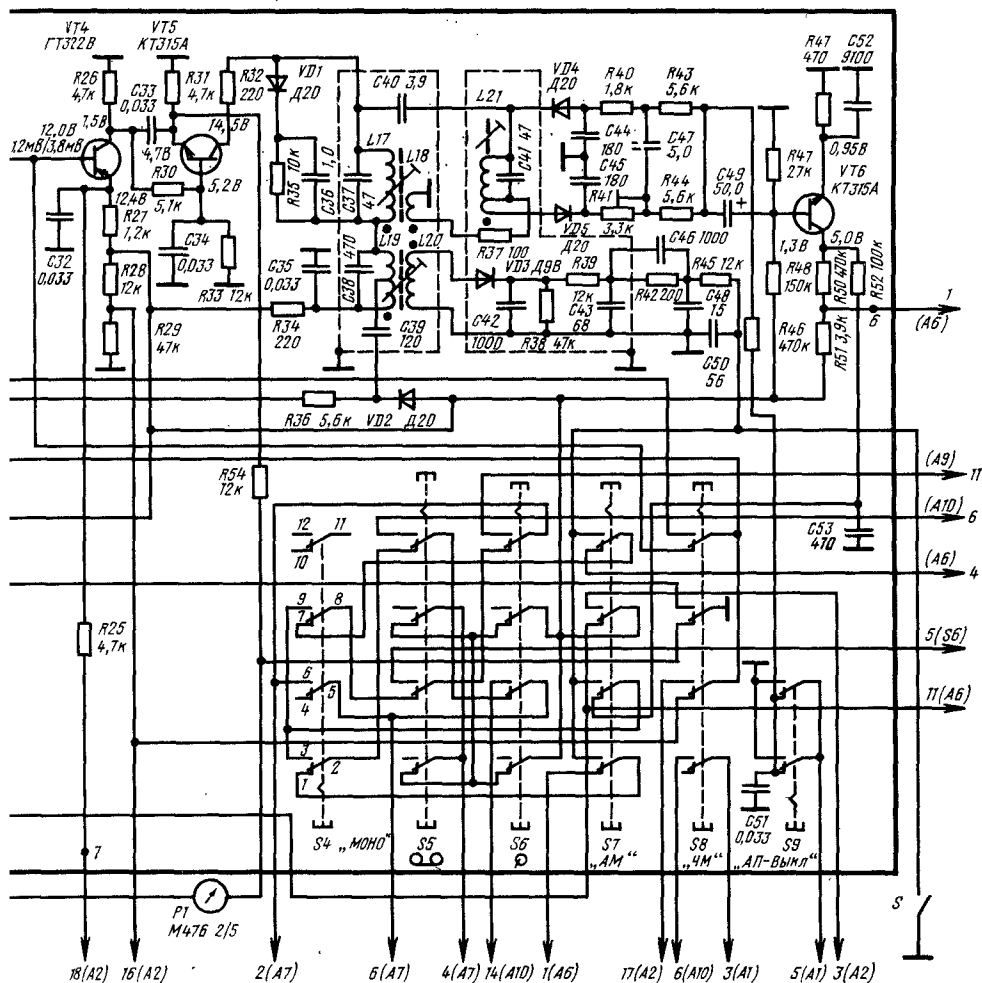 VT4
ГТ322В
VT5
КТ315А
R26
4,7к
C33
0,033
R31
4,7к
R32
220
VD1
Д20
C40 3,9
L21
VD4
Д20
R40
1,8к
R43
5,6к
R47
470
C52
9100
7,5В
12,0В
1,2мВ/3,8мВ
4,7В
14,5В
R30
5,1к
5,2В
12,4В
R27
1,2к
C32
0,033
C34
0,033
R33 12к
R28
12к
R29
47к
R35 10к
C36 1,0
C37 47
L17
L18
L19
L20
C35
0,033
C38 470
R34
220
C39
120
C41 47
C44
180
C45
180
C47
5,0
R41
3,3к
R44
5,6к
C49
50,0
+
R47
27к
0,95В
VT6
КТ315А
R37 100
VD5
Д20
C46 1000
VD3 Д9В
R39
12к
R45 12к
C42
1000
R38 47к
C43
68
R42 200
C48
15
C50
56
1,3В
R48
150к
5,0В
R50 470к
R52 100к
R46
470к
R51 3,9к
6
1
(А6)
R36 5,6к
VD2 Д20
R54
12к
(А9)
11
(А10)
6
C53
470
(А6)
4
12
11
10
9
8
7
6
5
4
3
2
1
5(S6)
11(А6)
R25
4,7к
7
C51
0,033
S4 „МОНО“
S5
S6
S7
„АМ“
S8
„ЧМ“
S9
„АП-ВЫКЛ“
P1
М476 2/5
S
18(А2)
16(А2)
2(А7)
6(А7)
4(А7)
14(А10)
1(А6)
17(А2)
6(А10)
3(А1)
5(А1)
3(А2)